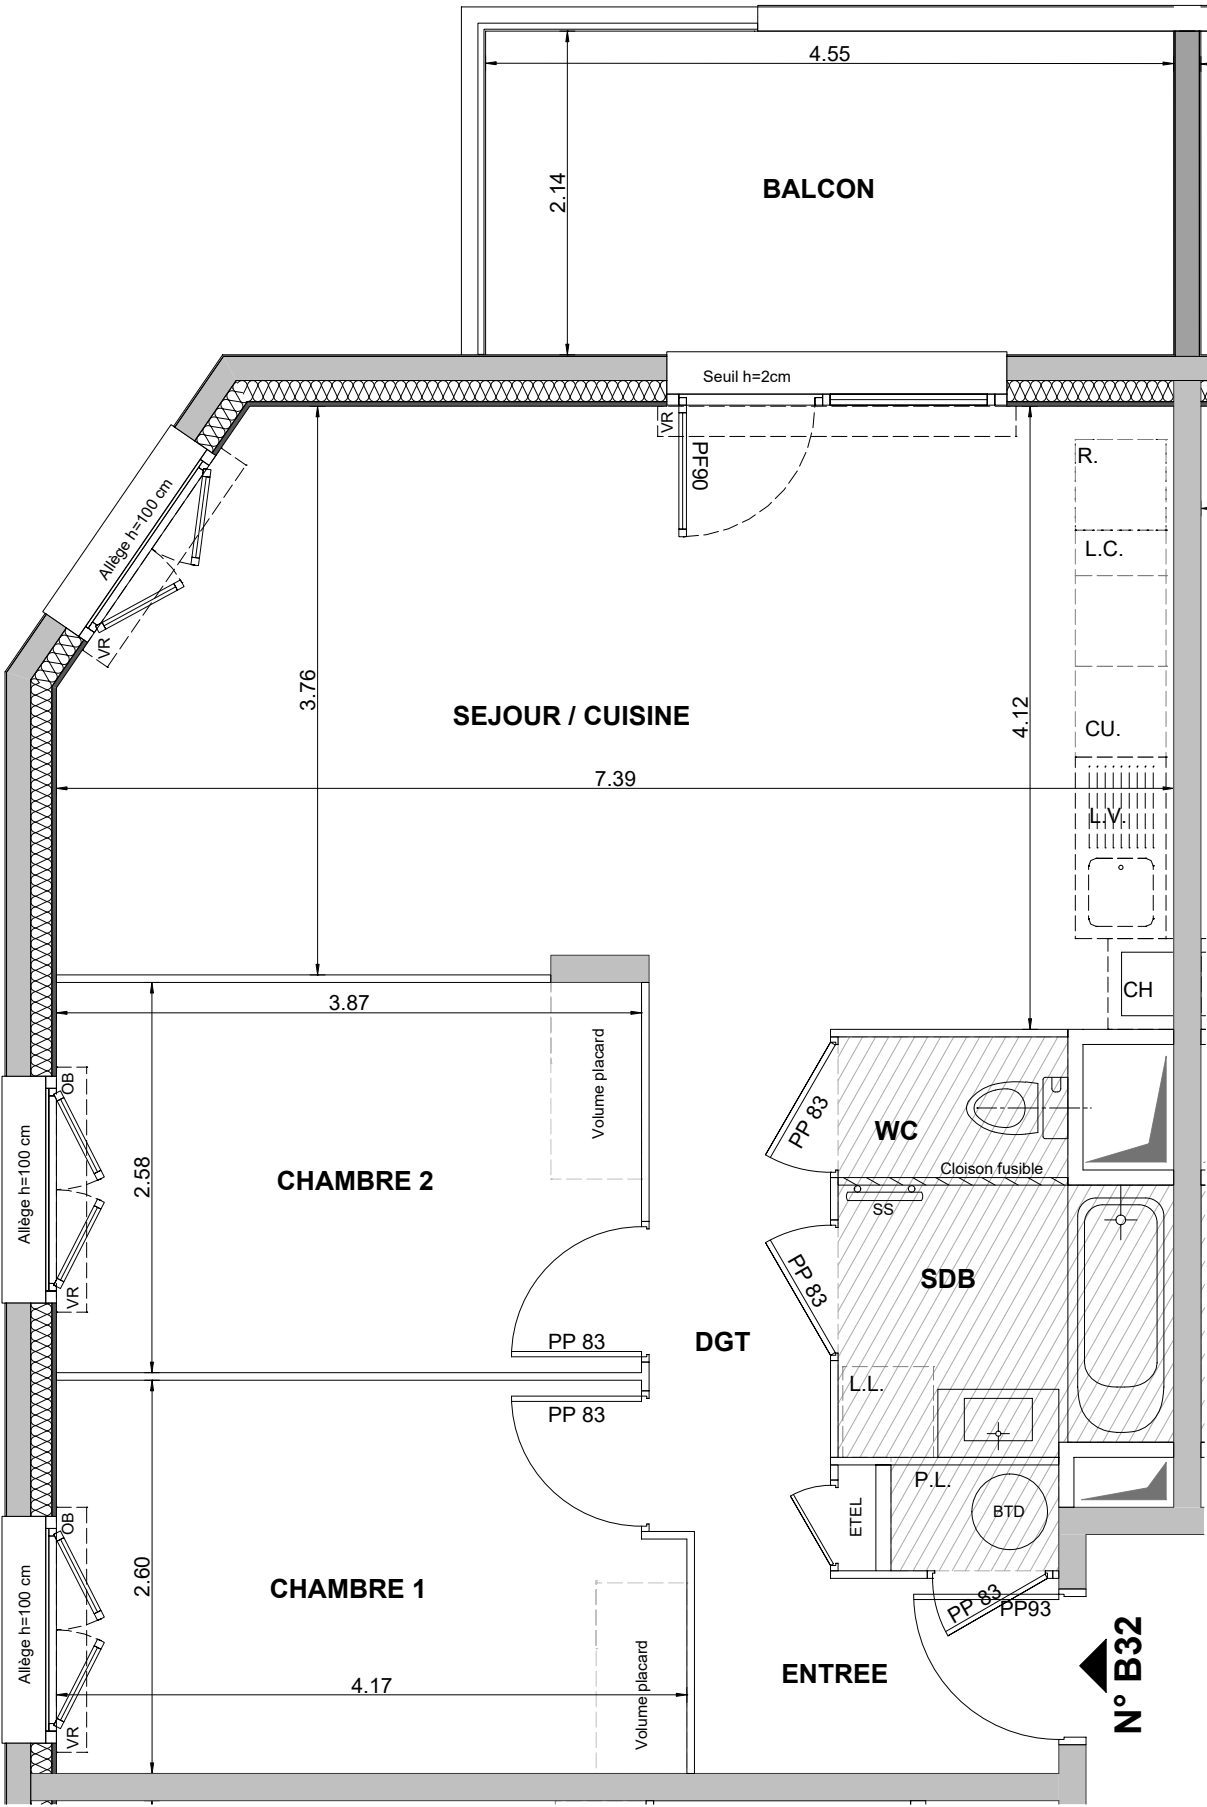 4.55
2.14
BALCON
Seuil h=2cm
VR
PF90
R.
L.C.
Allège h=100 cm
VR
3.76
SEJOUR / CUISINE
4.12
CU.
7.39
L.V.
CH
3.87
Volume placard
OB
Allège h=100 cm
2.58
CHAMBRE 2
VR
PP 83
WC
Cloison fusible
SS
PP 83
SDB
DGT
PP 83
PP 83
L.L.
P.L.
ETEL
BTD
OB
Allège h=100 cm
2.60
CHAMBRE 1
VR
4.17
Volume placard
PP 83
PP93
ENTREE
N° B32